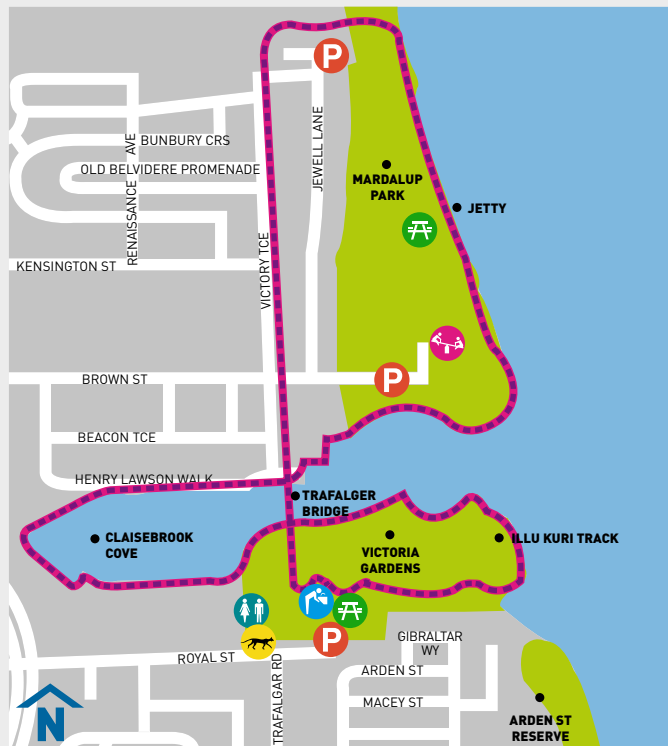 P
JEWELL LANE
AVE
BUNBURY CRS
OLD BELVIDERE PROMENADE
MARDALUP
PARK
JETTY
RENAISSANCE
VICTORY TCE
KENSINGTON ST
BROWN ST
P
BEACON TCE
HENRY LAWSON WALK
TRAFALGER
BRIDGE
CLAISEBROOK
COVE
VICTORIA
GARDENS
ILLU KURI TRACK
P
GIBRALTAR
WY
ROYAL ST
TRAFALGAR RD
ARDEN ST
MACEY ST
N
ARDEN ST
RESERVE